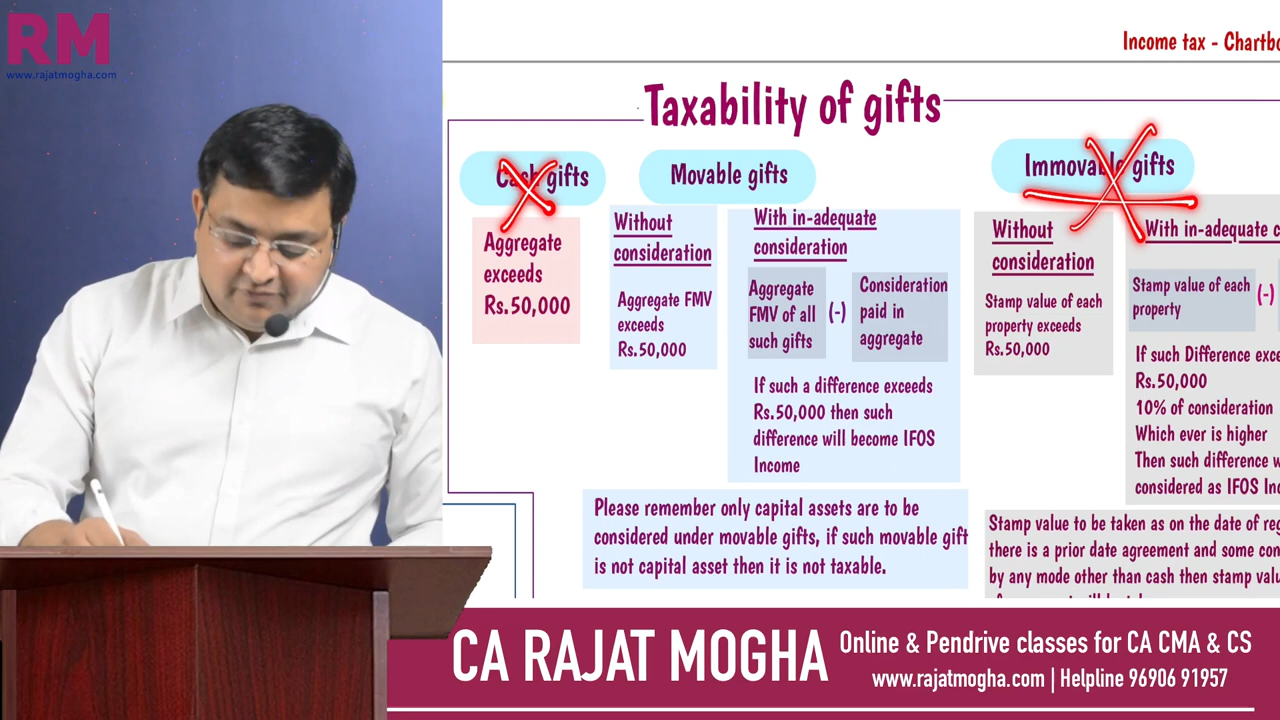 RM
www.rajatmogha.com
Income tax - Chartbo
Taxability of gifts
Cash gifts
Aggregate
exceeds
Rs.50,000
Movable gifts
Without
consideration
Aggregate FMV
exceeds
Rs.50,000
With in-adequate
consideration
Aggregate
FMV of all
such gifts
(-)
Consideration
paid in
aggregate
If such a difference exceeds
Rs.50,000 then such
difference will become IFOS
Income
Please remember only capital assets are to be
considered under movable gifts, if such movable gift
is not capital asset then it is not taxable.
Immovable gifts
Without
consideration
Stamp value of each
property exceeds
Rs.50,000
With in-adequate c
Stamp value of each
property
(-)
If such Difference exce
Rs.50,000
10% of consideration
Which ever is higher
Then such difference w
considered as IFOS Inc
Stamp value to be taken as on the date of reg
there is a prior date agreement and some con
by any mode other than cash then stamp valu
CA RAJAT MOGHA
Online & Pendrive classes for CA CMA & CS
www.rajatmogha.com | Helpline 96906 91957